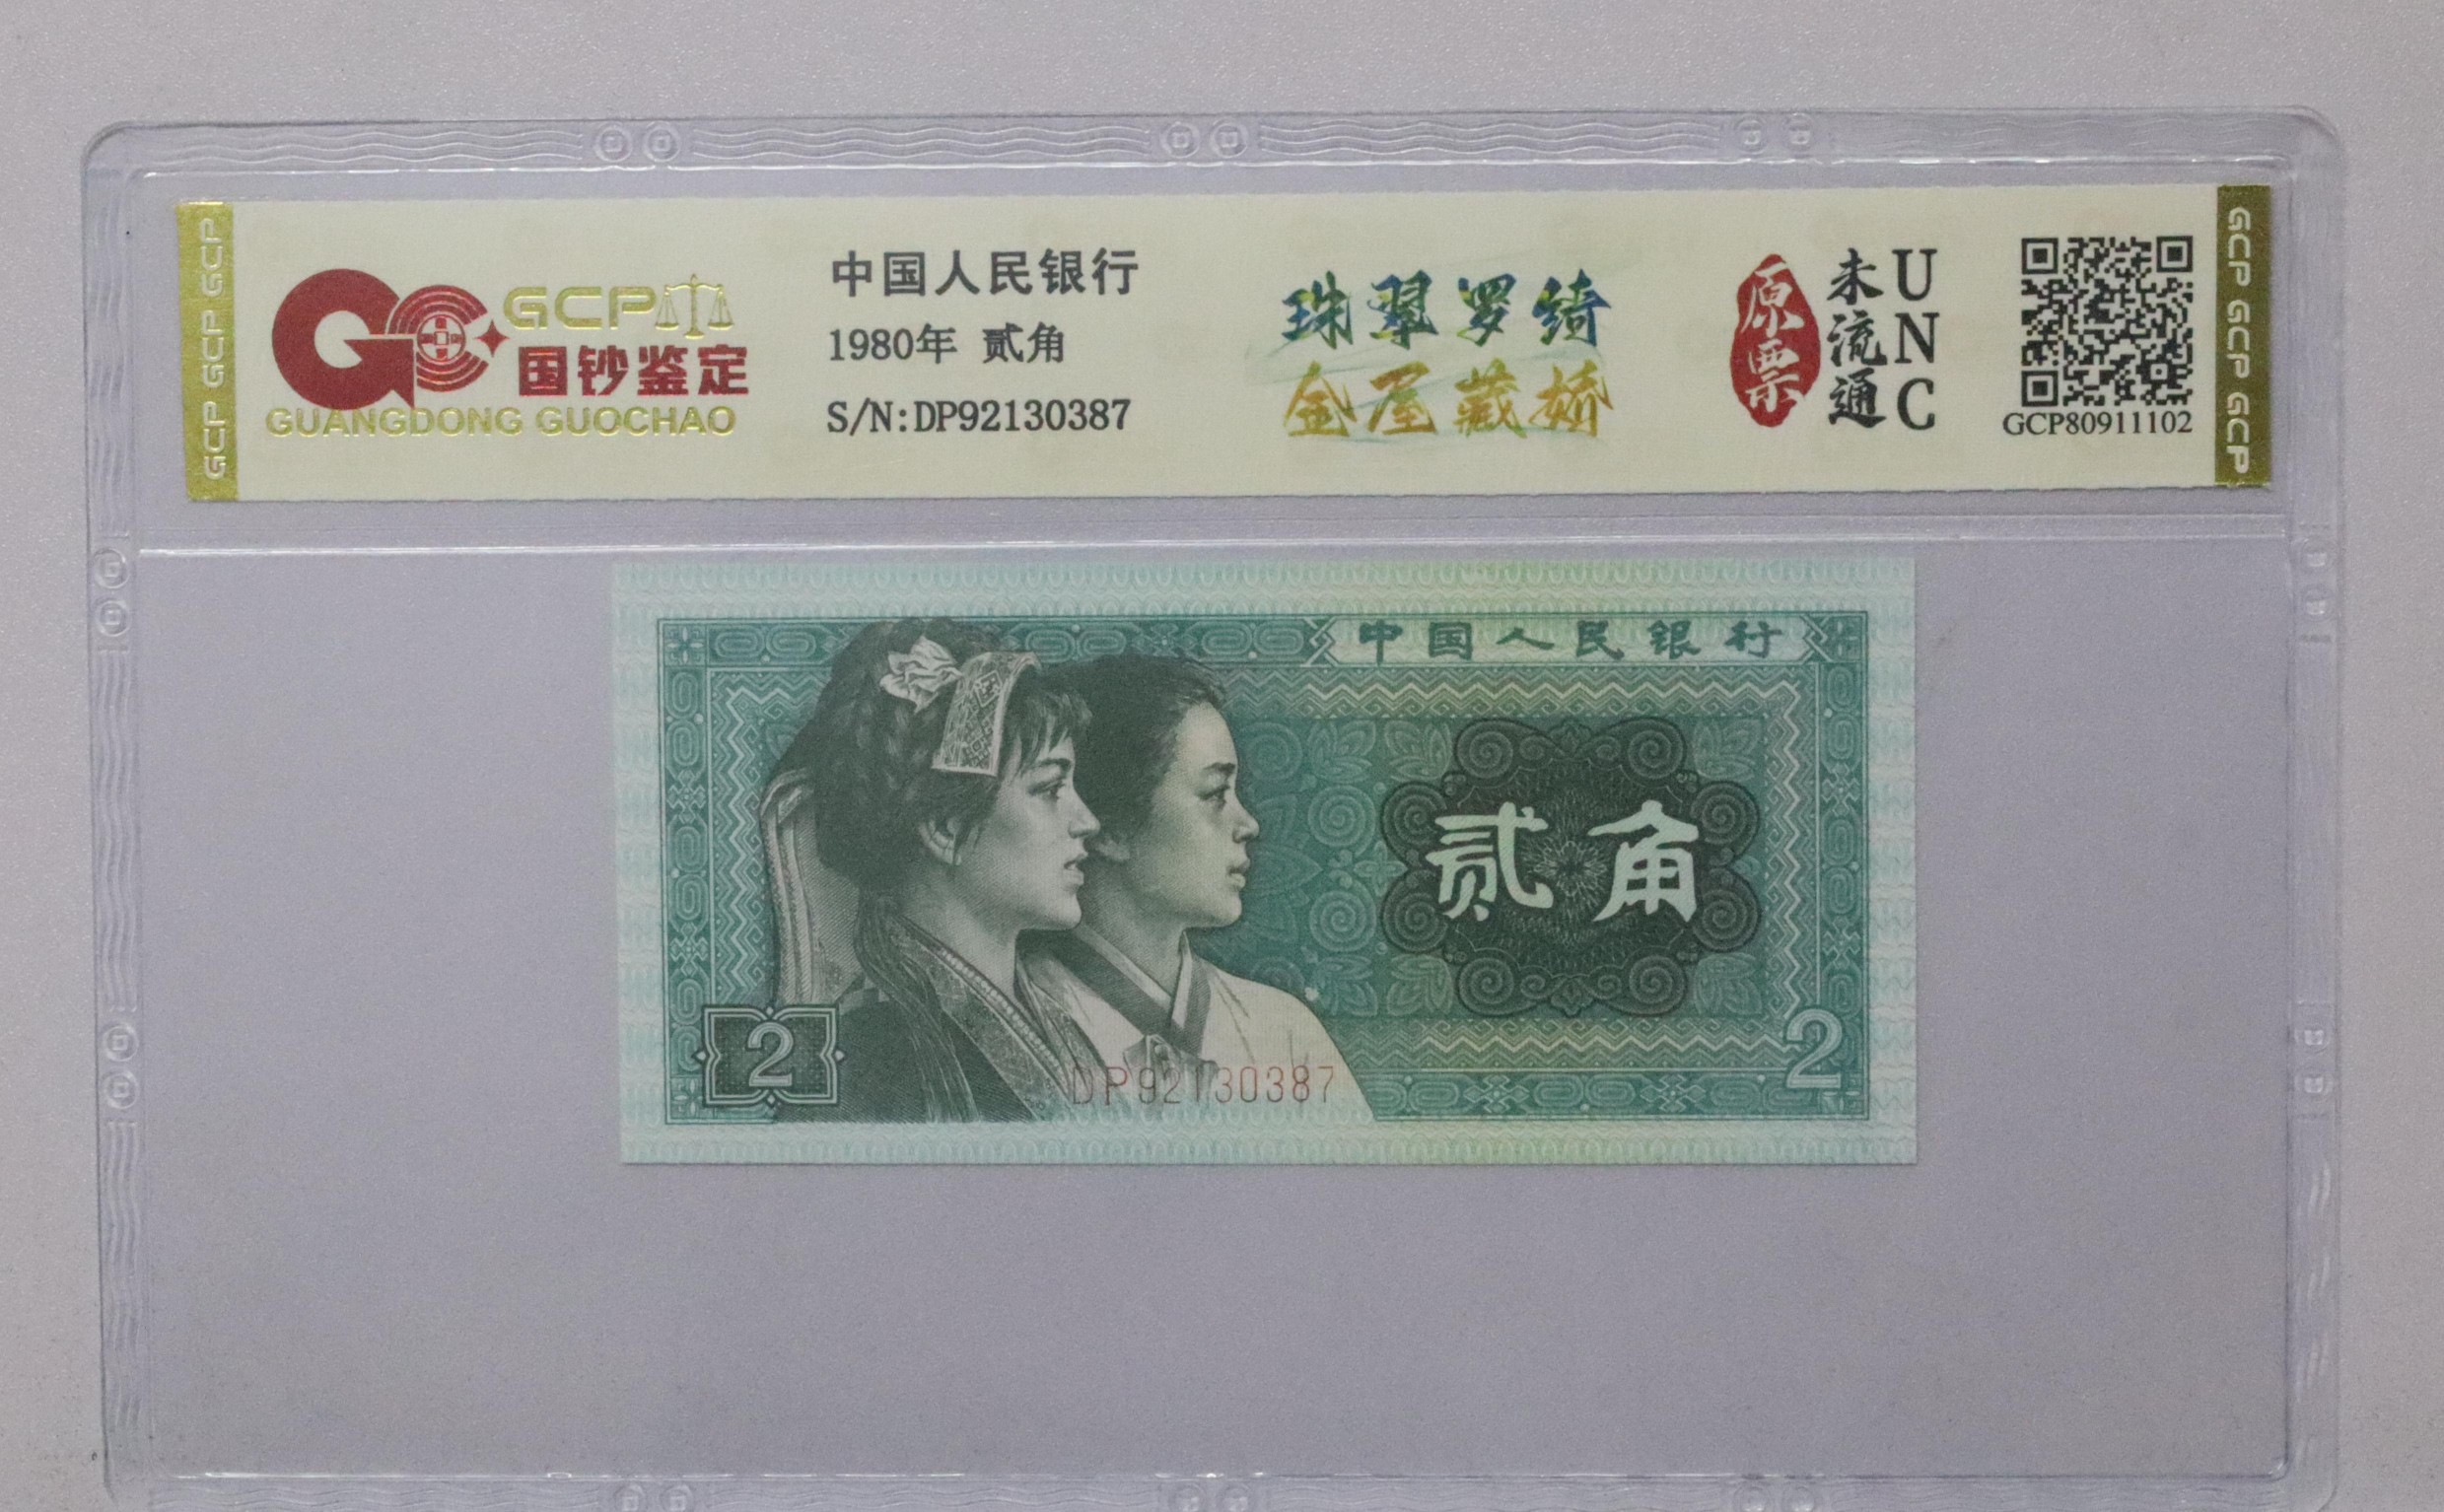 GCP GCP GCP
GCP
国钞鉴定
GUANGDONG GUOCHAO
中国人民银行
1980年 贰角
S/N:DP92130387
珠翠罗绮
金屋藏娇
原票
未流通
UNC
GCP80911102
GCP GCP GCP
中国人民银行
贰角
2
2
DP92130387